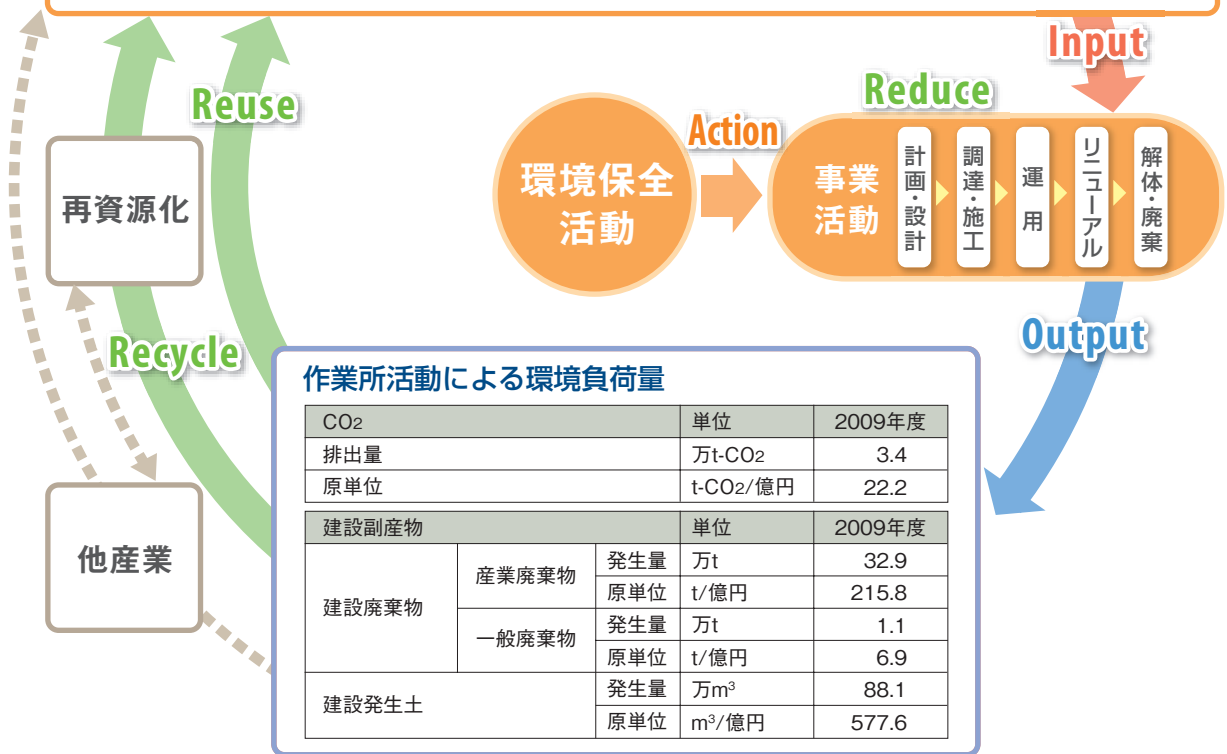 Input
Reuse
Reduce
Action
環境保全
活動
事業
活動
計画・設計
調達・施工
運用
リニューアル
解体・廃棄
再資源化
Recycle
Output
他産業
作業所活動による環境負荷量
CO2 単位 2009年度
排出量 万t-CO2 3.4
原単位 t-CO2/億円 22.2
建設副産物 単位 2009年度
建設廃棄物 産業廃棄物 発生量 万t 32.9
原単位 t/億円 215.8
一般廃棄物 発生量 万t 1.1
原単位 t/億円 6.9
建設発生土 発生量 万m³ 88.1
原単位 m³/億円 577.6